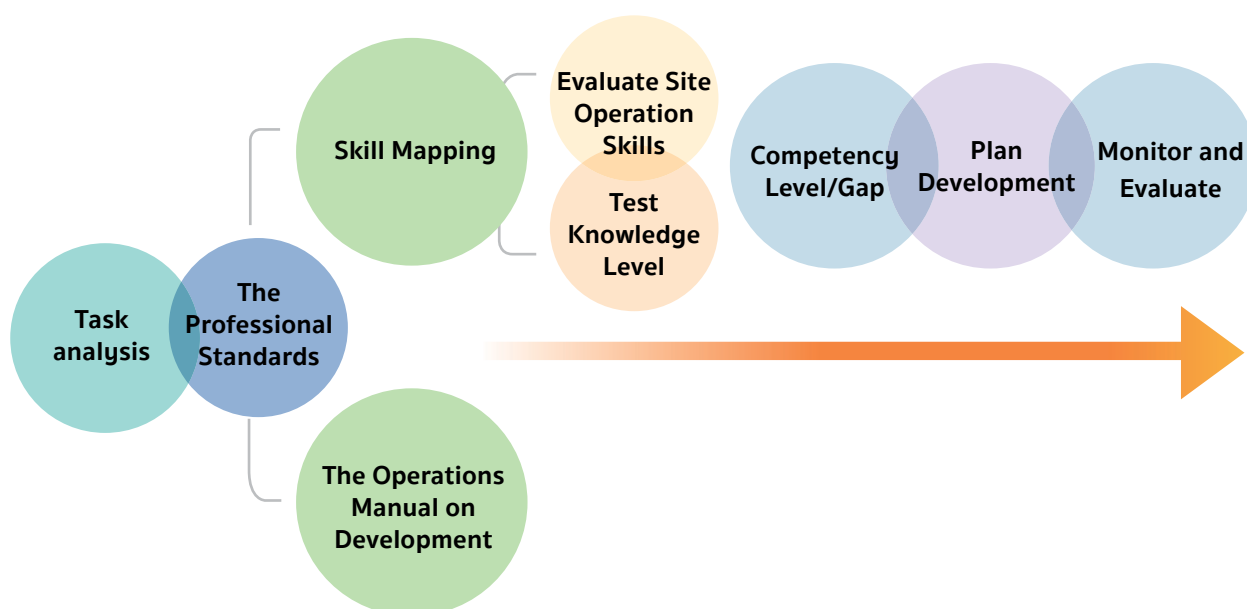 Task
analysis
The
Professional
Standards
Skill Mapping
The Operations
Manual on
Development
Evaluate Site
Operation
Skills
Test
Knowledge
Level
Competency
Level/Gap
Plan
Development
Monitor and
Evaluate